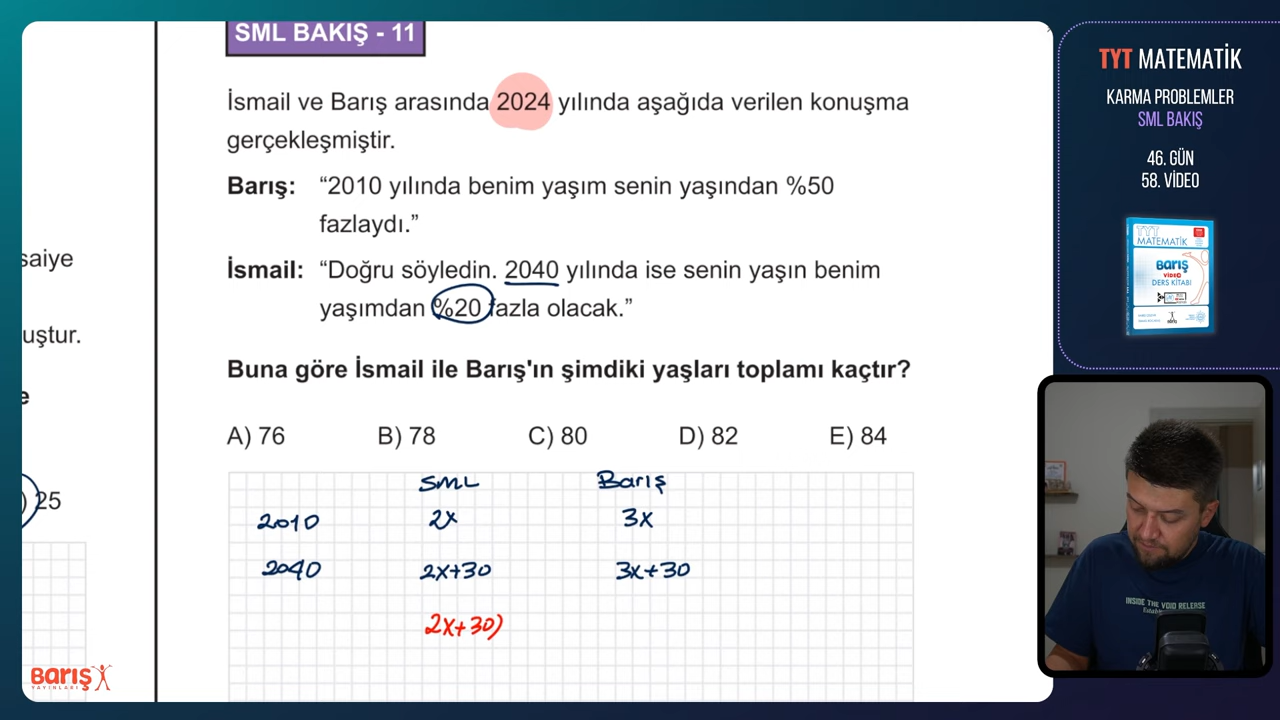 SML BAKIŞ - 11
İsmail ve Barış arasında 2024 yılında aşağıda verilen konuşma
gerçekleşmiştir.
Barış: “2010 yılında benim yaşım senin yaşından %50
fazlaydı.”
İsmail: “Doğru söyledin. 2040 yılında ise senin yaşın benim
yaşımdan %20 fazla olacak.”
Buna göre İsmail ile Barış'ın şimdiki yaşları toplamı kaçtır?
A) 76 B) 78 C) 80 D) 82 E) 84
SML Barış
2010 2x 3x
2040 2x+30 3x+30
2x+30)
saiye
uştur.
e
) 25
Barış
YAYINLARI
TYT MATEMATİK
KARMA PROBLEMLER
SML BAKIŞ
46. GÜN
58. VİDEO
TYT
MATEMATİK
Barış
VİDEO
DERS KİTABI
INSIDE THE VOID RELEASE